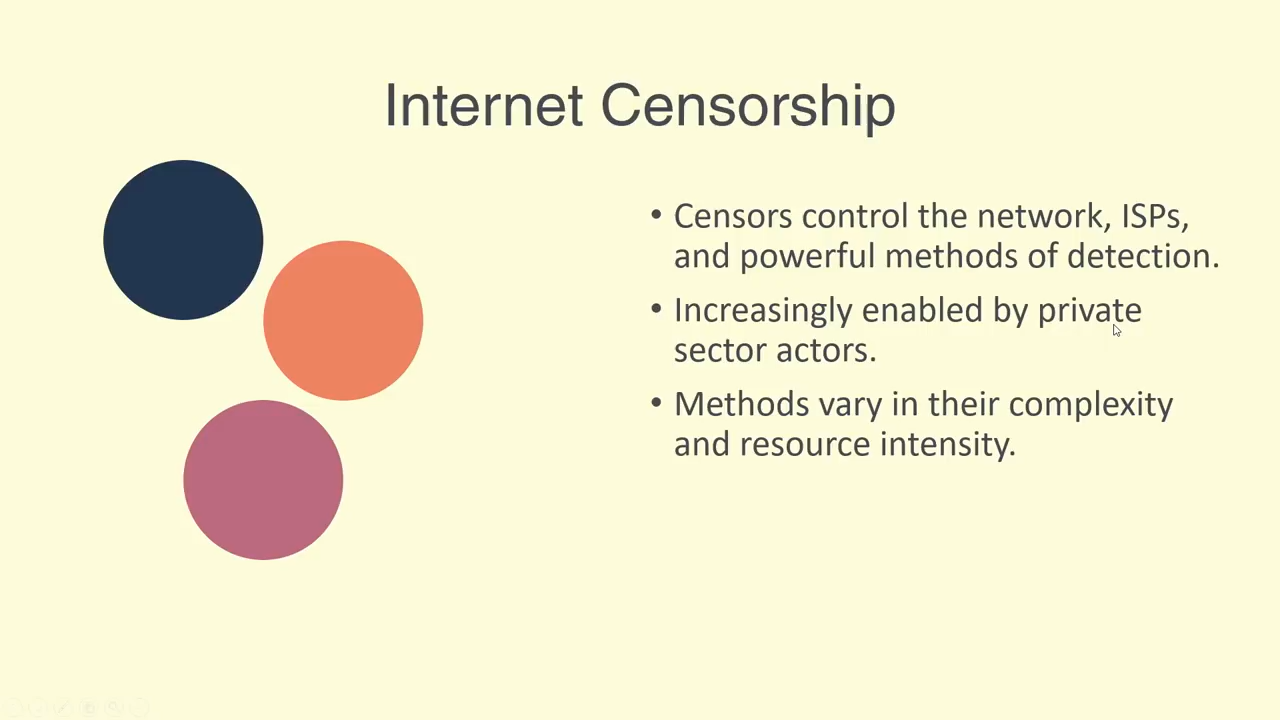 Internet Censorship
• Censors control the network, ISPs,
and powerful methods of detection.
• Increasingly enabled by private
sector actors.
• Methods vary in their complexity
and resource intensity.